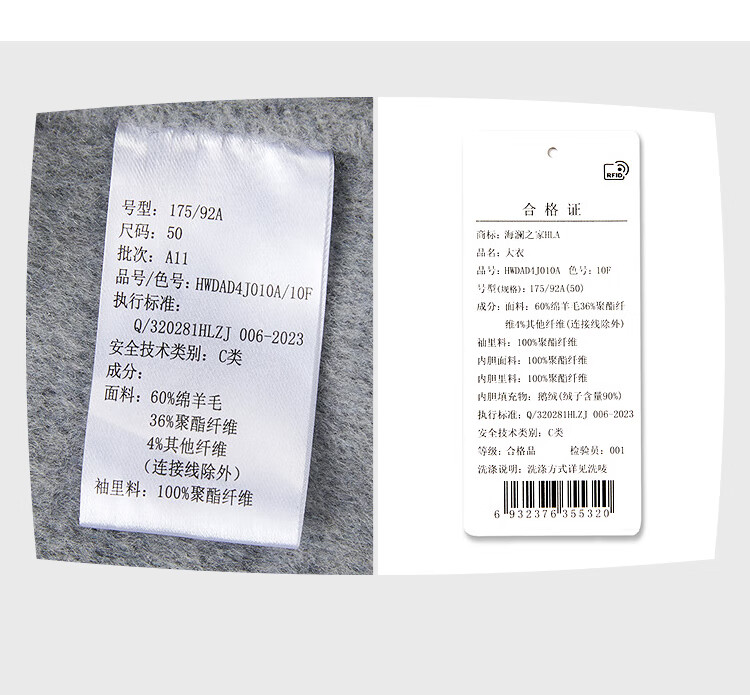 号型：175/92A
尺码：50
批次：A11
品号/色号：HWDAD4J010A/10F
执行标准：
Q/320281HLZJ 006-2023
安全技术类别：C类
成分：
面料：60%绵羊毛
36%聚酯纤维
4%其他纤维
（连接线除外）
袖里料：100%聚酯纤维
RFID
合格证
商标：海澜之家HLA
品名：大衣
品号：HWDAD4J010A 色号：10F
号型(规格)：175/92A(50)
成分：面料：60%绵羊毛36%聚酯纤
维4%其他纤维(连接线除外)
袖里料：100%聚酯纤维
内胆面料：100%聚酯纤维
内胆里料：100%聚酯纤维
内胆填充物：鹅绒(绒子含量90%)
执行标准：Q/320281HLZJ 006-2023
安全技术类别：C类
等级：合格品 检验员：001
洗涤说明：洗涤方式详见洗唛
6 932376 355320